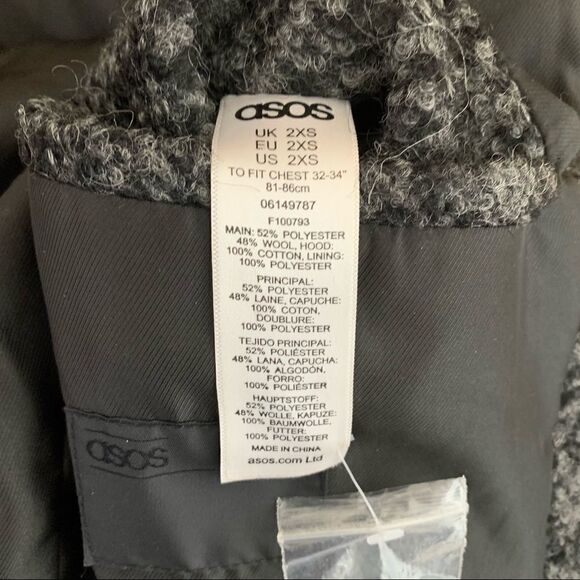 asos
UK 2XS
EU 2XS
US 2XS
TO FIT CHEST 32-34"
81-86cm
06149787
F100793
MAIN: 52% POLYESTER
48% WOOL, HOOD:
100% COTTON, LINING:
100% POLYESTER
PRINCIPAL:
52% POLYESTER
48% LAINE, CAPUCHE:
100% COTON,
DOUBLURE:
100% POLYESTER
TEJIDO PRINCIPAL:
52% POLIÉSTER
48% LANA, CAPUCHA:
100% ALGODÓN,
FORRO:
100% POLIÉSTER
HAUPTSTOFF:
52% POLYESTER
48% WOLLE, KAPUZE:
100% BAUMWOLLE,
FUTTER:
100% POLYESTER
MADE IN CHINA
asos.com Ltd
asos